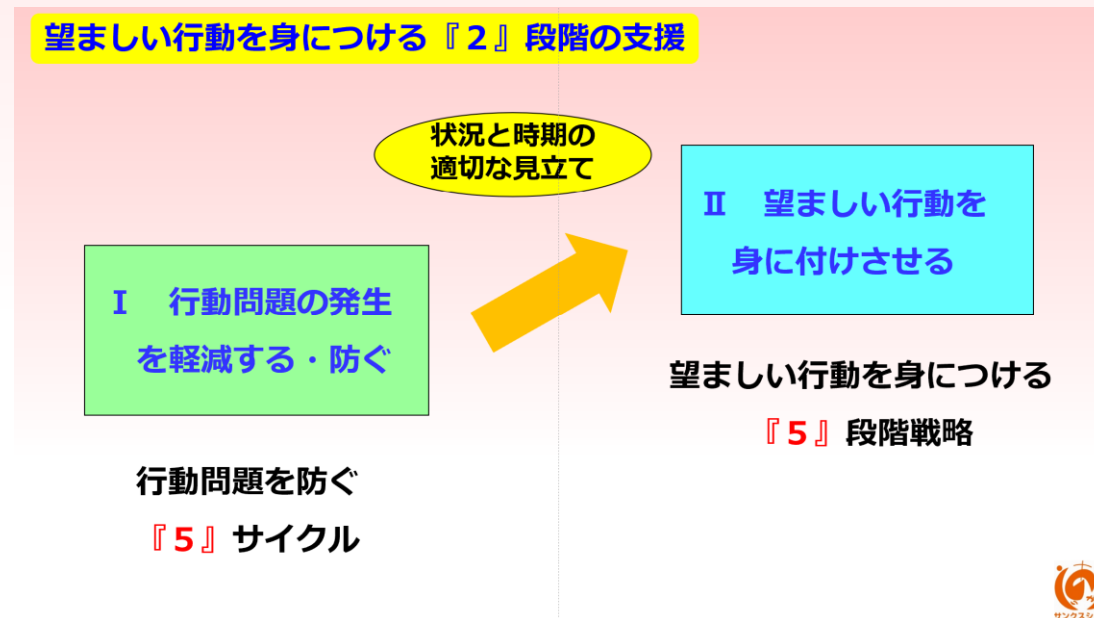 望ましい行動を身につける『２』段階の支援
状況と時期の
適切な見立て
Ⅱ　望ましい行動を
身に付けさせる
Ⅰ　行動問題の発生
を軽減する・防ぐ
望ましい行動を身につける
『５』段階戦略
行動問題を防ぐ
『５』サイクル